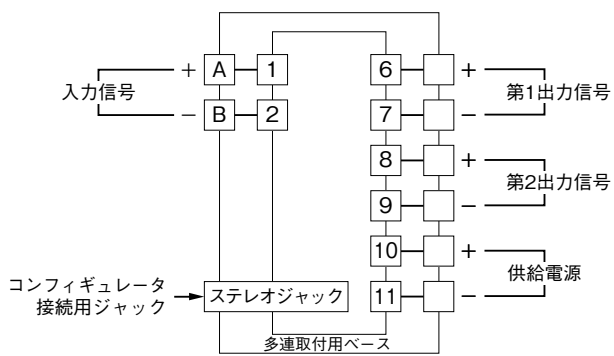 入力信号
+ A 1
− B 2
6 +
7 −
第1出力信号
8 +
9 −
第2出力信号
10 +
11 −
供給電源
コンフィギュレータ
接続用ジャック
ステレオジャック
多連取付用ベース